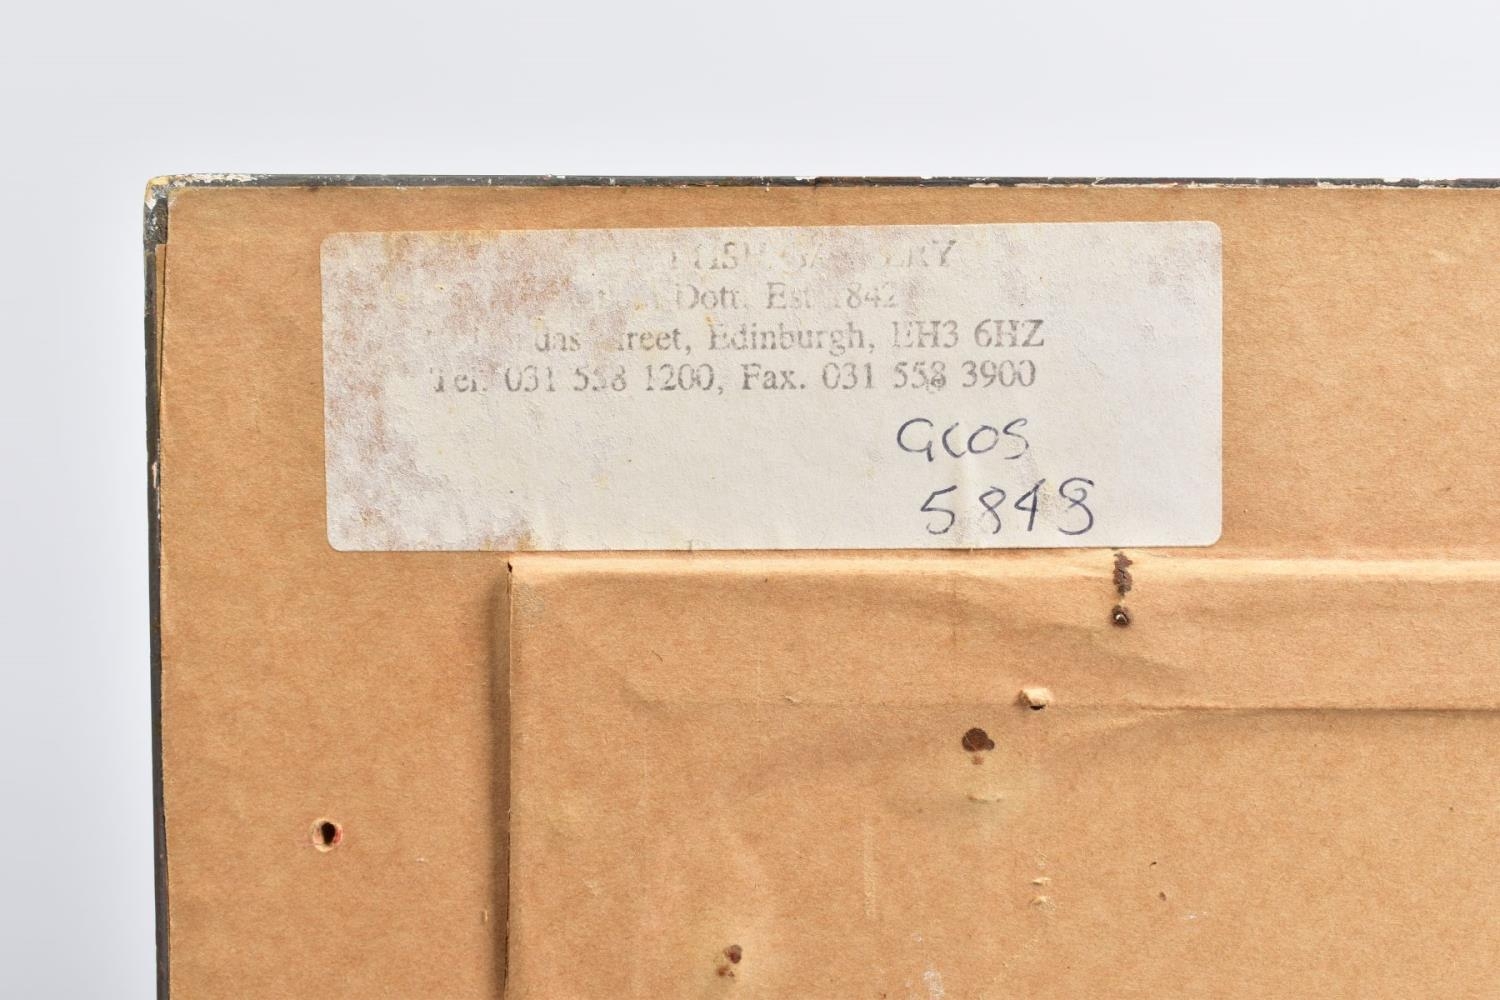 Dott. Est 1842
Street, Edinburgh, EH3 6HZ
Tel. 031 558 1200, Fax. 031 558 3900
GCOS
5848